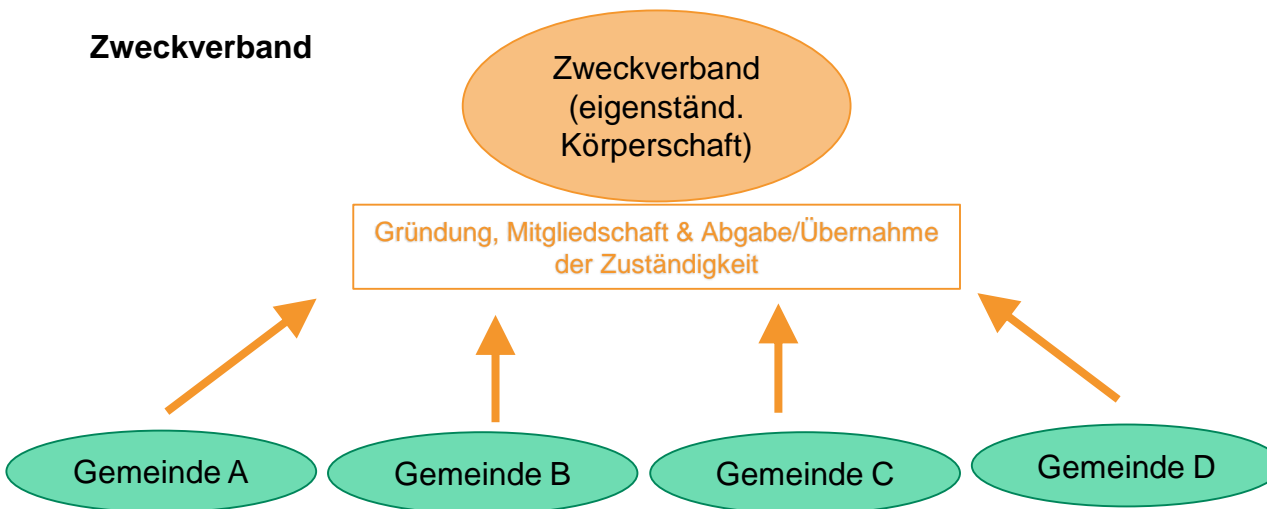 Zweckverband
Zweckverband
(eigenständ.
Körperschaft)
Gründung, Mitgliedschaft & Abgabe/Übernahme
der Zuständigkeit
Gemeinde A
Gemeinde B
Gemeinde C
Gemeinde D